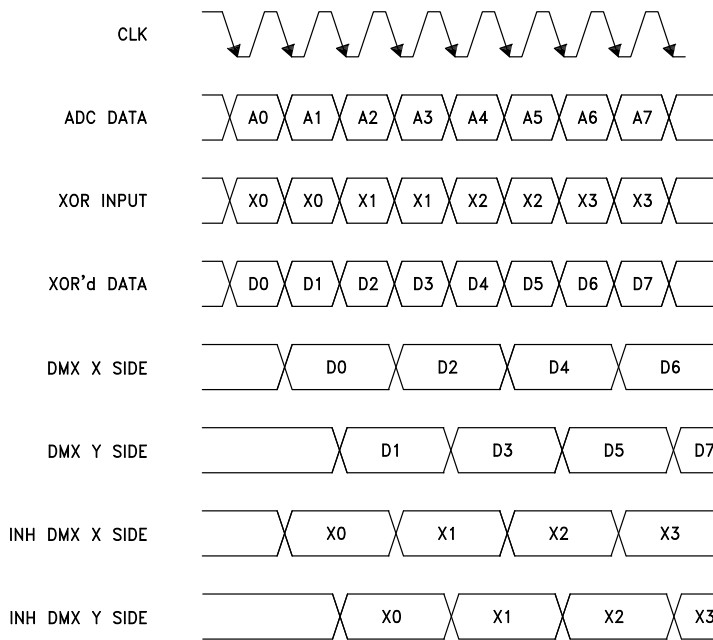 CLK
ADC DATA A0 A1 A2 A3 A4 A5 A6 A7
XOR INPUT X0 X0 X1 X1 X2 X2 X3 X3
XOR'd DATA D0 D1 D2 D3 D4 D5 D6 D7
DMX X SIDE D0 D2 D4 D6
DMX Y SIDE D1 D3 D5 D7
INH DMX X SIDE X0 X1 X2 X3
INH DMX Y SIDE X0 X1 X2 X3